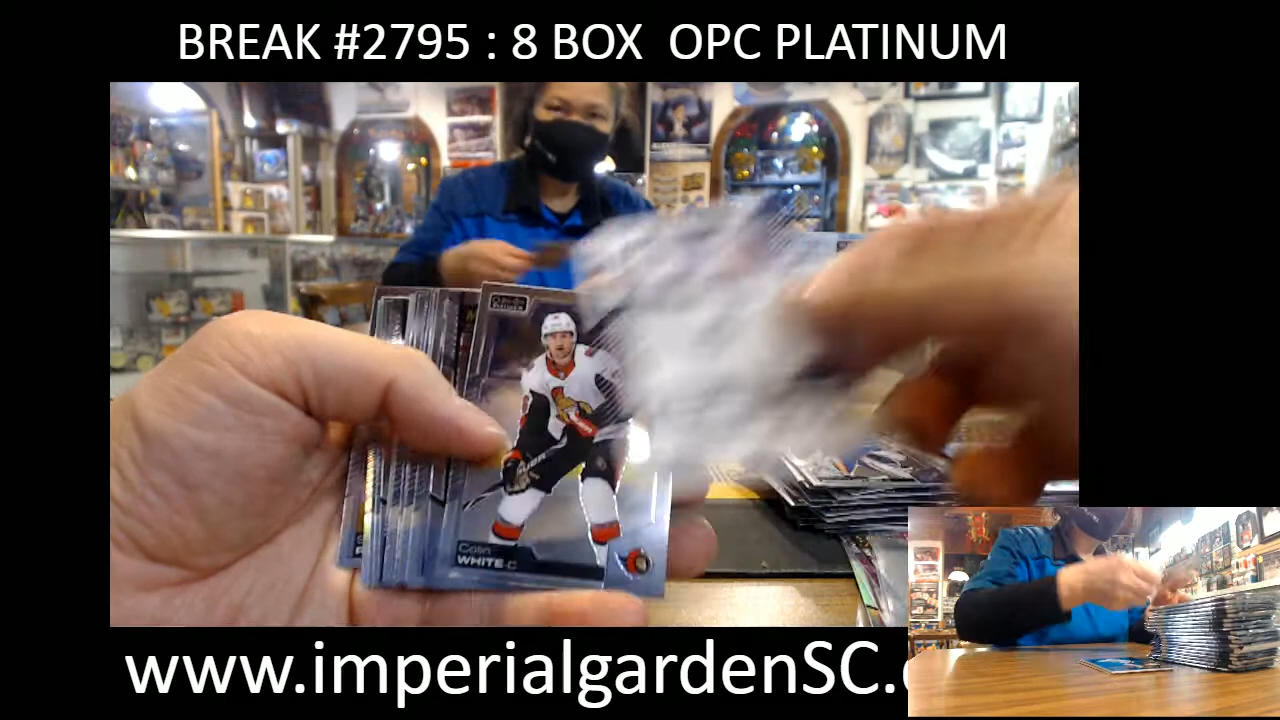 BREAK #2795 : 8 BOX OPC PLATINUM
Colin
WHITE-C
www.imperialgardenSC.